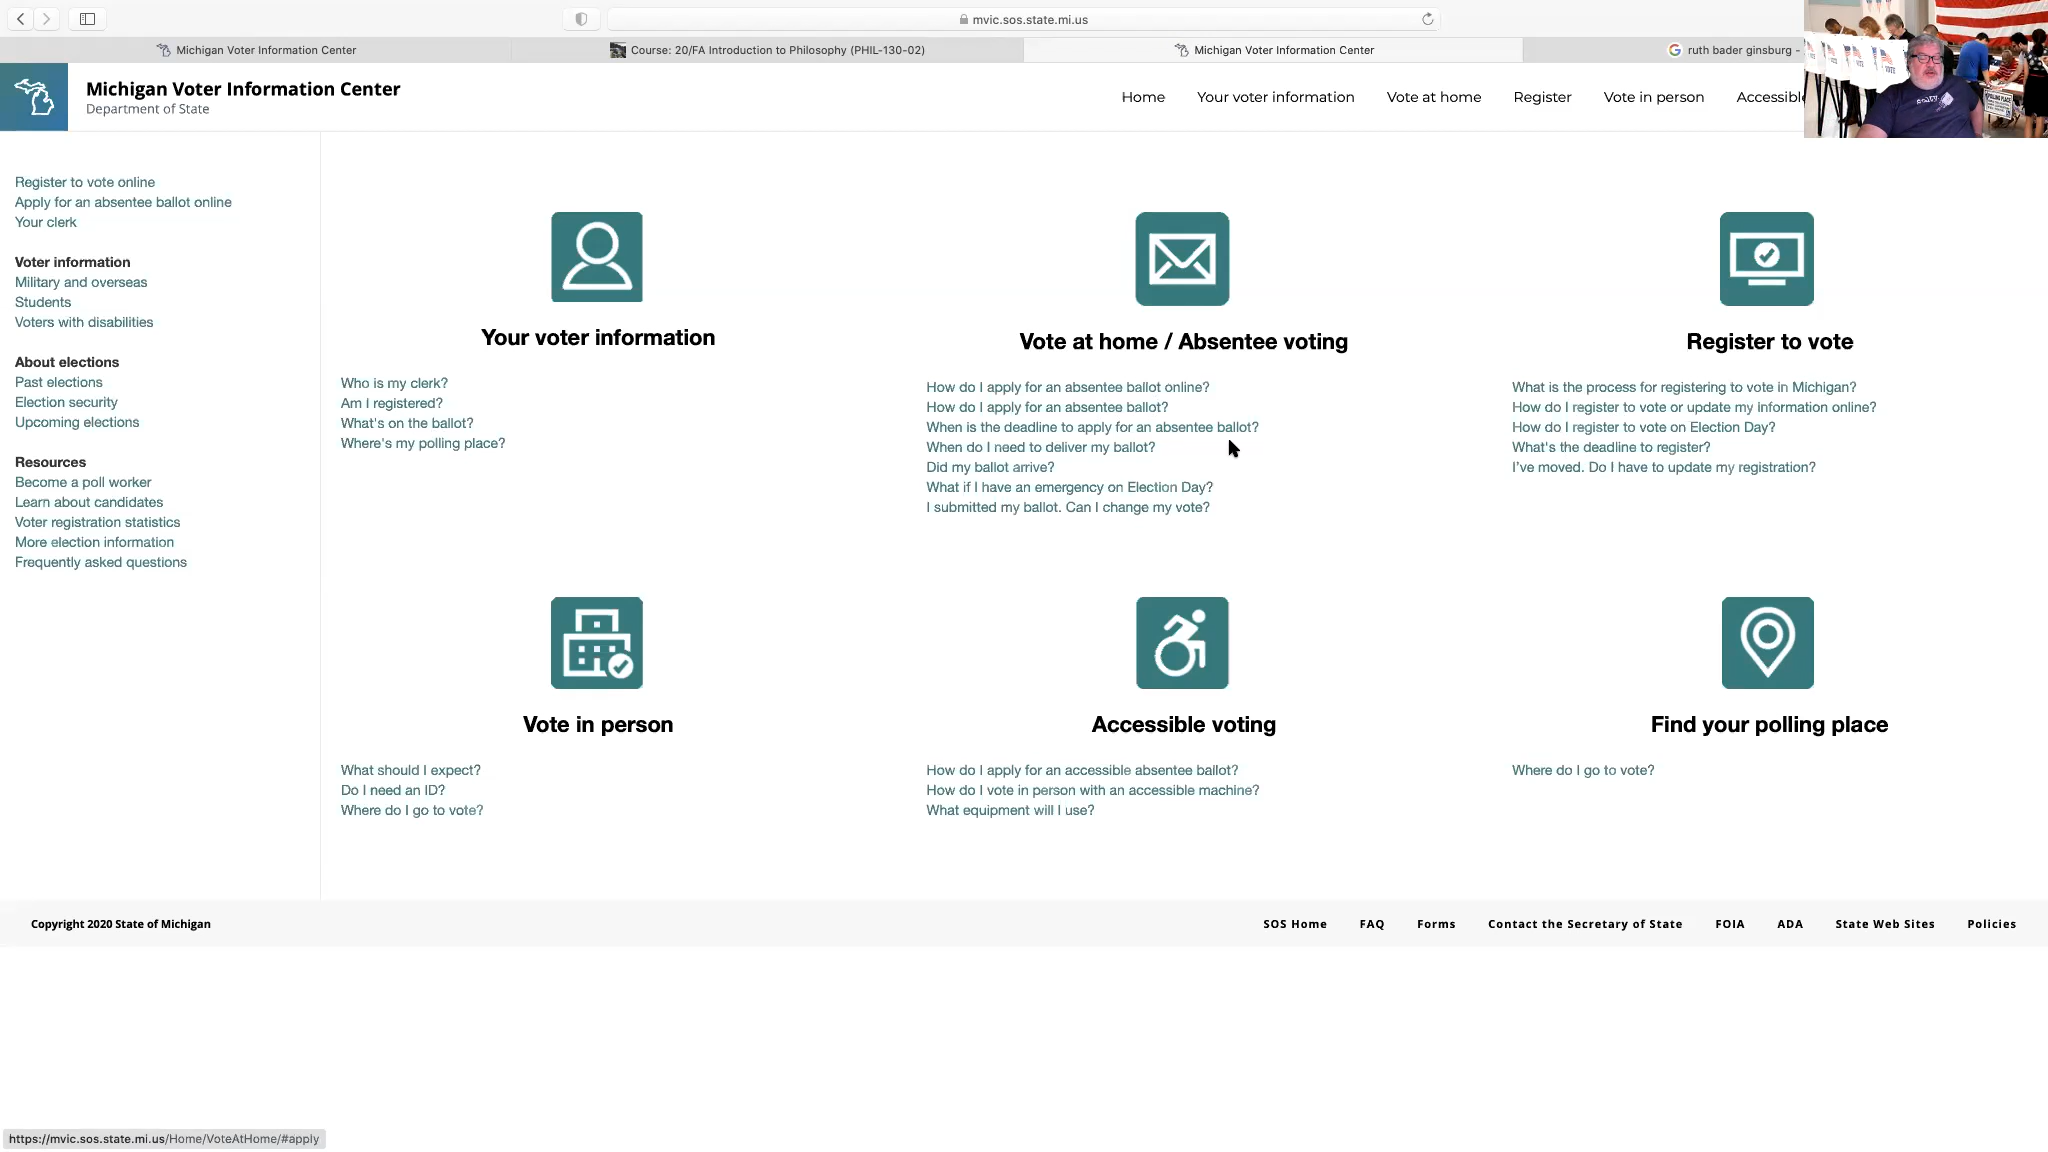 mvic.sos.state.mi.us
Michigan Voter Information Center
Course: 20/FA Introduction to Philosophy (PHIL-130-02)
Michigan Voter Information Center
ruth bader ginsburg -
Michigan Voter Information Center
Department of State
Home
Your voter information
Vote at home
Register
Vote in person
Accessible
Register to vote online
Apply for an absentee ballot online
Your clerk
Voter information
Military and overseas
Students
Voters with disabilities
About elections
Past elections
Election security
Upcoming elections
Resources
Become a poll worker
Learn about candidates
Voter registration statistics
More election information
Frequently asked questions
Your voter information
Who is my clerk?
Am I registered?
What's on the ballot?
Where's my polling place?
Vote at home / Absentee voting
How do I apply for an absentee ballot online?
How do I apply for an absentee ballot?
When is the deadline to apply for an absentee ballot?
When do I need to deliver my ballot?
Did my ballot arrive?
What if I have an emergency on Election Day?
I submitted my ballot. Can I change my vote?
Register to vote
What is the process for registering to vote in Michigan?
How do I register to vote or update my information online?
How do I register to vote on Election Day?
What's the deadline to register?
I've moved. Do I have to update my registration?
Vote in person
What should I expect?
Do I need an ID?
Where do I go to vote?
Accessible voting
How do I apply for an accessible absentee ballot?
How do I vote in person with an accessible machine?
What equipment will I use?
Find your polling place
Where do I go to vote?
Copyright 2020 State of Michigan
SOS Home
FAQ
Forms
Contact the Secretary of State
FOIA
ADA
State Web Sites
Policies
https://mvic.sos.state.mi.us/Home/VoteAtHome/#apply